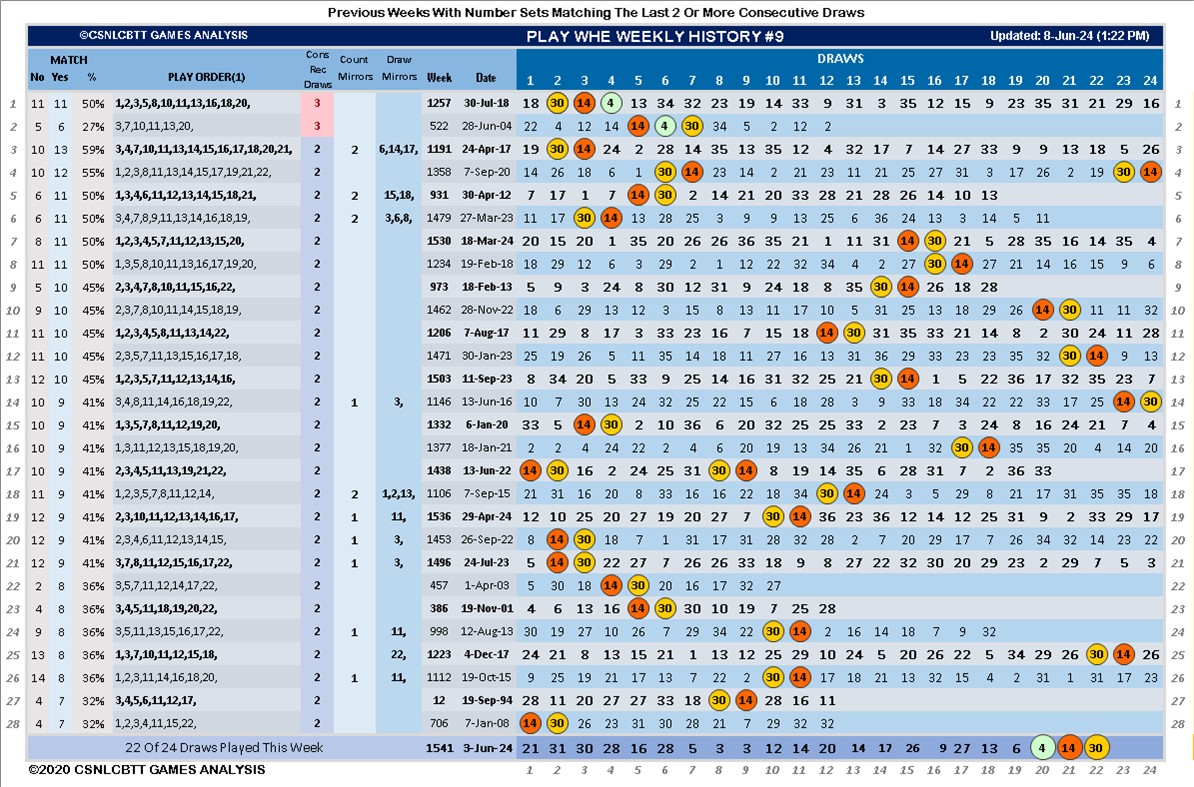 Previous Weeks With Number Sets Matching The Last 2 Or More Consecutive Draws
©CSNLCBTT GAMES ANALYSIS PLAY WHE WEEKLY HISTORY #9 Updated: 8-Jun-24 (1:22 PM)
MATCH Cons Rec Draws Count Mirrors Draw Mirrors DRAWS
No Yes % PLAY ORDER(1) Week Date 1 2 3 4 5 6 7 8 9 10 11 12 13 14 15 16 17 18 19 20 21 22 23 24
1 11 11 50% 1,2,3,5,8,10,11,13,16,18,20, 3 1257 30-Jul-18 18 30 14 4 13 34 32 23 19 14 33 9 31 3 35 12 15 9 23 35 31 21 29 16 1
2 5 6 27% 3,7,10,11,13,20, 3 522 28-Jun-04 22 4 12 14 14 4 30 34 5 2 12 2 2
3 10 13 59% 3,4,7,10,11,13,14,15,16,17,18,20,21, 2 2 6,14,17, 1191 24-Apr-17 19 30 14 24 2 28 14 35 13 35 12 4 32 17 7 14 27 33 9 9 13 18 5 26 3
4 10 12 55% 1,2,3,8,11,13,14,15,17,19,21,22, 2 1358 7-Sep-20 14 26 18 6 1 30 14 23 14 2 21 23 11 21 25 27 31 3 17 26 2 19 30 14 4
5 6 11 50% 1,3,4,6,11,12,13,14,15,18,21, 2 2 15,18, 931 30-Apr-12 7 17 1 7 14 30 2 14 21 20 33 28 21 28 26 14 10 13 5
6 6 11 50% 3,4,7,8,9,11,13,14,16,18,19, 2 2 3,6,8, 1479 27-Mar-23 11 17 30 14 13 28 25 3 9 9 13 25 6 36 24 13 3 14 5 11 6
7 8 11 50% 1,2,3,4,5,7,11,12,13,15,20, 2 1530 18-Mar-24 20 15 20 1 35 20 26 26 36 35 21 1 11 31 14 30 21 5 28 35 16 14 35 4 7
8 11 11 50% 1,3,5,8,10,11,13,16,17,19,20, 2 1234 19-Feb-18 18 29 12 6 3 29 2 1 12 22 32 34 4 2 27 30 14 27 21 14 16 15 9 6 8
9 5 10 45% 2,3,4,7,8,10,11,15,16,22, 2 973 18-Feb-13 5 9 3 24 8 30 12 31 9 24 18 8 35 30 14 26 18 28 9
10 10 10 45% 2,3,7,8,10,11,14,15,18,19, 2 1462 28-Nov-22 6 29 13 12 3 15 8 13 11 17 10 5 31 25 13 18 29 26 14 30 11 11 32 10
11 11 10 45% 1,2,3,4,5,8,11,13,14,22, 2 1206 7-Aug-17 11 29 8 17 3 33 23 16 7 15 18 14 30 31 35 33 21 14 8 2 30 24 11 28 11
12 11 10 45% 2,3,5,7,11,13,15,16,17,18, 2 1471 30-Jan-23 25 19 26 5 11 35 14 18 11 27 16 13 31 36 29 33 23 23 35 32 30 14 9 13 12
13 12 10 45% 1,2,3,5,7,11,12,13,14,16, 2 1503 11-Sep-23 8 34 20 5 33 9 25 14 16 31 32 25 21 30 14 1 5 22 36 17 32 35 23 7 13
14 10 9 41% 3,4,8,11,14,16,18,19,22, 2 1 3, 1146 13-Jun-16 10 7 30 13 24 32 14 22 15 6 18 28 3 9 33 18 34 22 22 33 17 25 14 30 14
15 10 9 41% 1,3,5,7,8,11,12,19,20, 2 1332 6-Jan-20 33 5 14 30 2 10 36 6 20 32 25 25 33 2 23 7 3 24 8 16 24 21 7 4 15
16 10 9 41% 1,3,11,12,13,15,18,19,20, 2 1377 18-Jan-21 2 2 4 24 22 2 4 6 20 19 13 34 26 21 1 32 30 14 35 35 20 4 14 20 16
17 10 9 41% 2,3,4,5,11,13,19,21,22, 2 1438 13-Jun-22 14 30 16 2 24 25 31 30 14 8 19 14 35 6 28 31 7 2 36 33 17
18 11 9 41% 1,2,3,5,7,8,11,12,14, 2 2 1,2,13, 1106 7-Sep-15 21 31 16 20 8 33 16 16 22 18 34 30 14 24 3 5 29 8 21 17 31 35 35 18 18
19 12 9 41% 2,3,10,11,12,13,14,16,17, 2 1 11, 1536 29-Apr-24 12 10 25 20 27 19 20 27 7 30 14 36 23 14 36 12 14 12 25 31 9 2 33 29 17 19
20 12 9 41% 2,3,4,6,11,12,13,14,15, 2 1 3, 1453 26-Sep-22 8 14 30 18 7 1 31 17 31 28 32 28 2 7 20 29 17 7 26 34 32 14 23 22 20
21 12 9 41% 3,7,8,11,12,15,16,17,22, 2 1 3, 1496 24-Jul-23 5 14 30 22 27 7 26 26 33 18 9 8 27 16 32 30 20 29 23 2 29 7 5 3 21
22 2 8 36% 3,5,7,11,12,14,17,22, 2 457 1-Apr-03 5 30 18 14 30 20 16 17 32 27 22
23 4 8 36% 3,4,5,11,18,19,20,22, 2 386 19-Nov-01 4 6 13 16 14 30 30 10 19 7 25 28 23
24 9 8 36% 3,5,11,13,15,16,17,22, 2 1 11, 998 12-Aug-13 30 19 27 10 26 7 29 34 22 30 14 2 16 14 18 7 9 32 24
25 13 8 36% 1,3,7,10,11,12,15,18, 2 22, 1223 4-Dec-17 24 21 8 13 15 21 1 13 12 25 29 10 24 5 20 26 22 5 34 29 26 30 14 26 25
26 14 8 36% 1,2,3,11,14,16,18,20, 2 1 11, 1112 19-Oct-15 9 25 19 21 17 13 7 22 2 30 14 17 18 21 13 32 15 4 2 31 1 31 17 23 26
27 4 7 32% 3,4,5,6,11,12,17, 2 12 19-Sep-94 28 11 20 27 27 33 18 30 14 28 16 11 27
28 4 7 32% 1,2,3,4,11,15,22, 2 706 7-Jan-08 14 30 26 23 31 30 28 21 7 29 32 32 28
22 Of 24 Draws Played This Week 1541 3-Jun-24 21 31 30 28 16 28 5 3 3 12 14 20 14 17 26 9 27 13 6 4 14 30
©2020 CSNLCBTT GAMES ANALYSIS 1 2 3 4 5 6 7 8 9 10 11 12 13 14 15 16 17 18 19 20 21 22 23 24